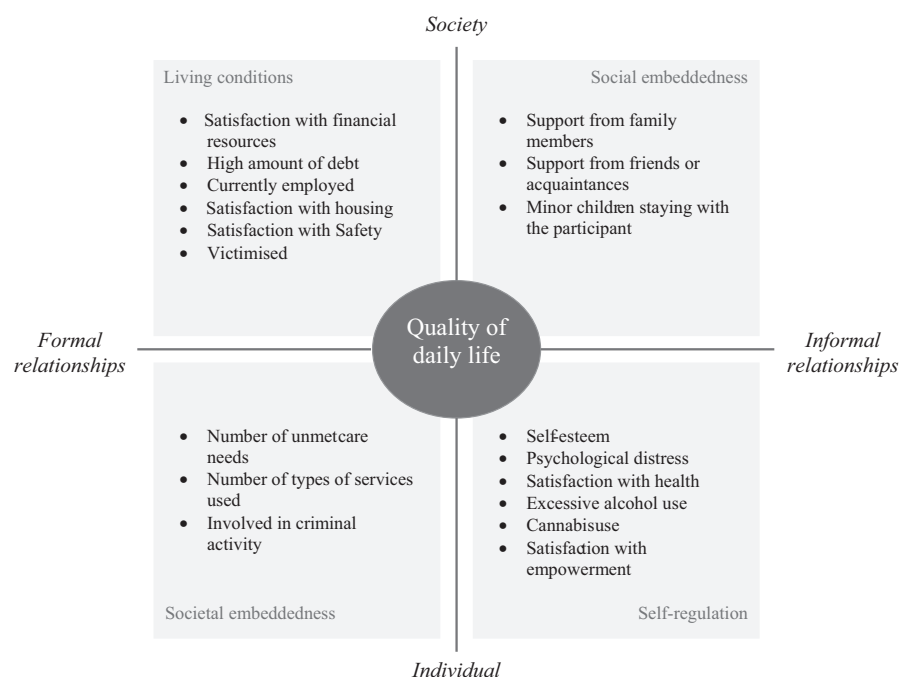 Society
Living conditions
• Satisfaction with financial
resources
• High amount of debt
• Currently employed
• Satisfaction with housing
• Satisfaction with Safety
• Victimised
Social embeddedness
• Support from family
members
• Support from friends or
acquaintances
• Minor children staying with
the participant
Formal
relationships
Quality of
daily life
Informal
relationships
• Number of unmetcare
needs
• Number of types of services
used
• Involved in criminal
activity
Societal embeddedness
• Self-esteem
• Psychological distress
• Satisfaction with health
• Excessive alcohol use
• Cannabisuse
• Satisfaction with
empowerment
Self-regulation
Individual